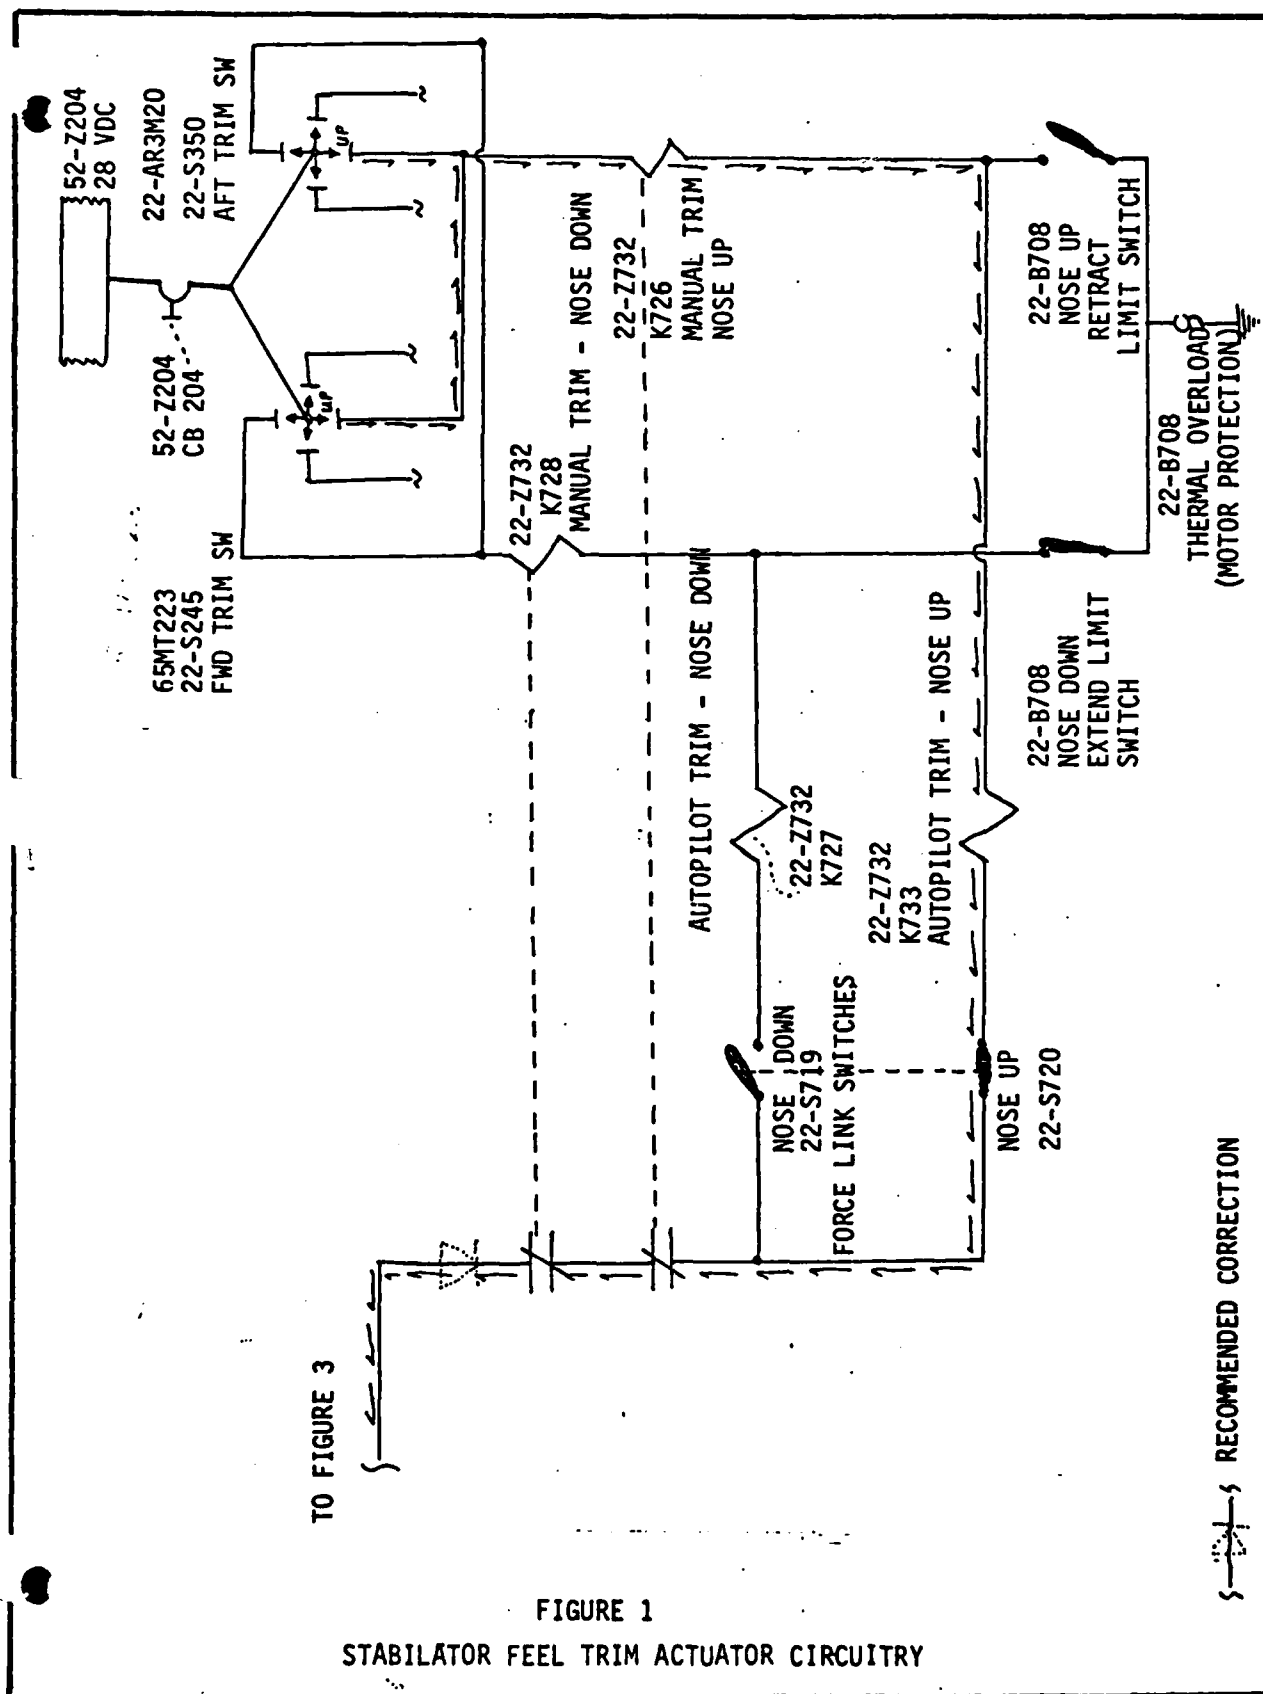 52-Z204
28 VDC
22-AR3M20
22-S350
AFT TRIM SW
52-Z204
CB 204
UP
UP
65MT223
22-S245
FWD TRIM SW
22-Z732
K728
MANUAL TRIM - NOSE DOWN
22-Z732
K726
MANUAL TRIM
NOSE UP
22-B708
NOSE UP
RETRACT
LIMIT SWITCH
22-B708
THERMAL OVERLOAD
(MOTOR PROTECTION)
22-B708
NOSE DOWN
EXTEND LIMIT
SWITCH
AUTOPILOT TRIM - NOSE DOWN
22-Z732
K727
22-Z732
K733
AUTOPILOT TRIM - NOSE UP
NOSE DOWN
22-S719
FORCE LINK SWITCHES
NOSE UP
22-S720
TO FIGURE 3
RECOMMENDED CORRECTION
FIGURE 1
STABILATOR FEEL TRIM ACTUATOR CIRCUITRY